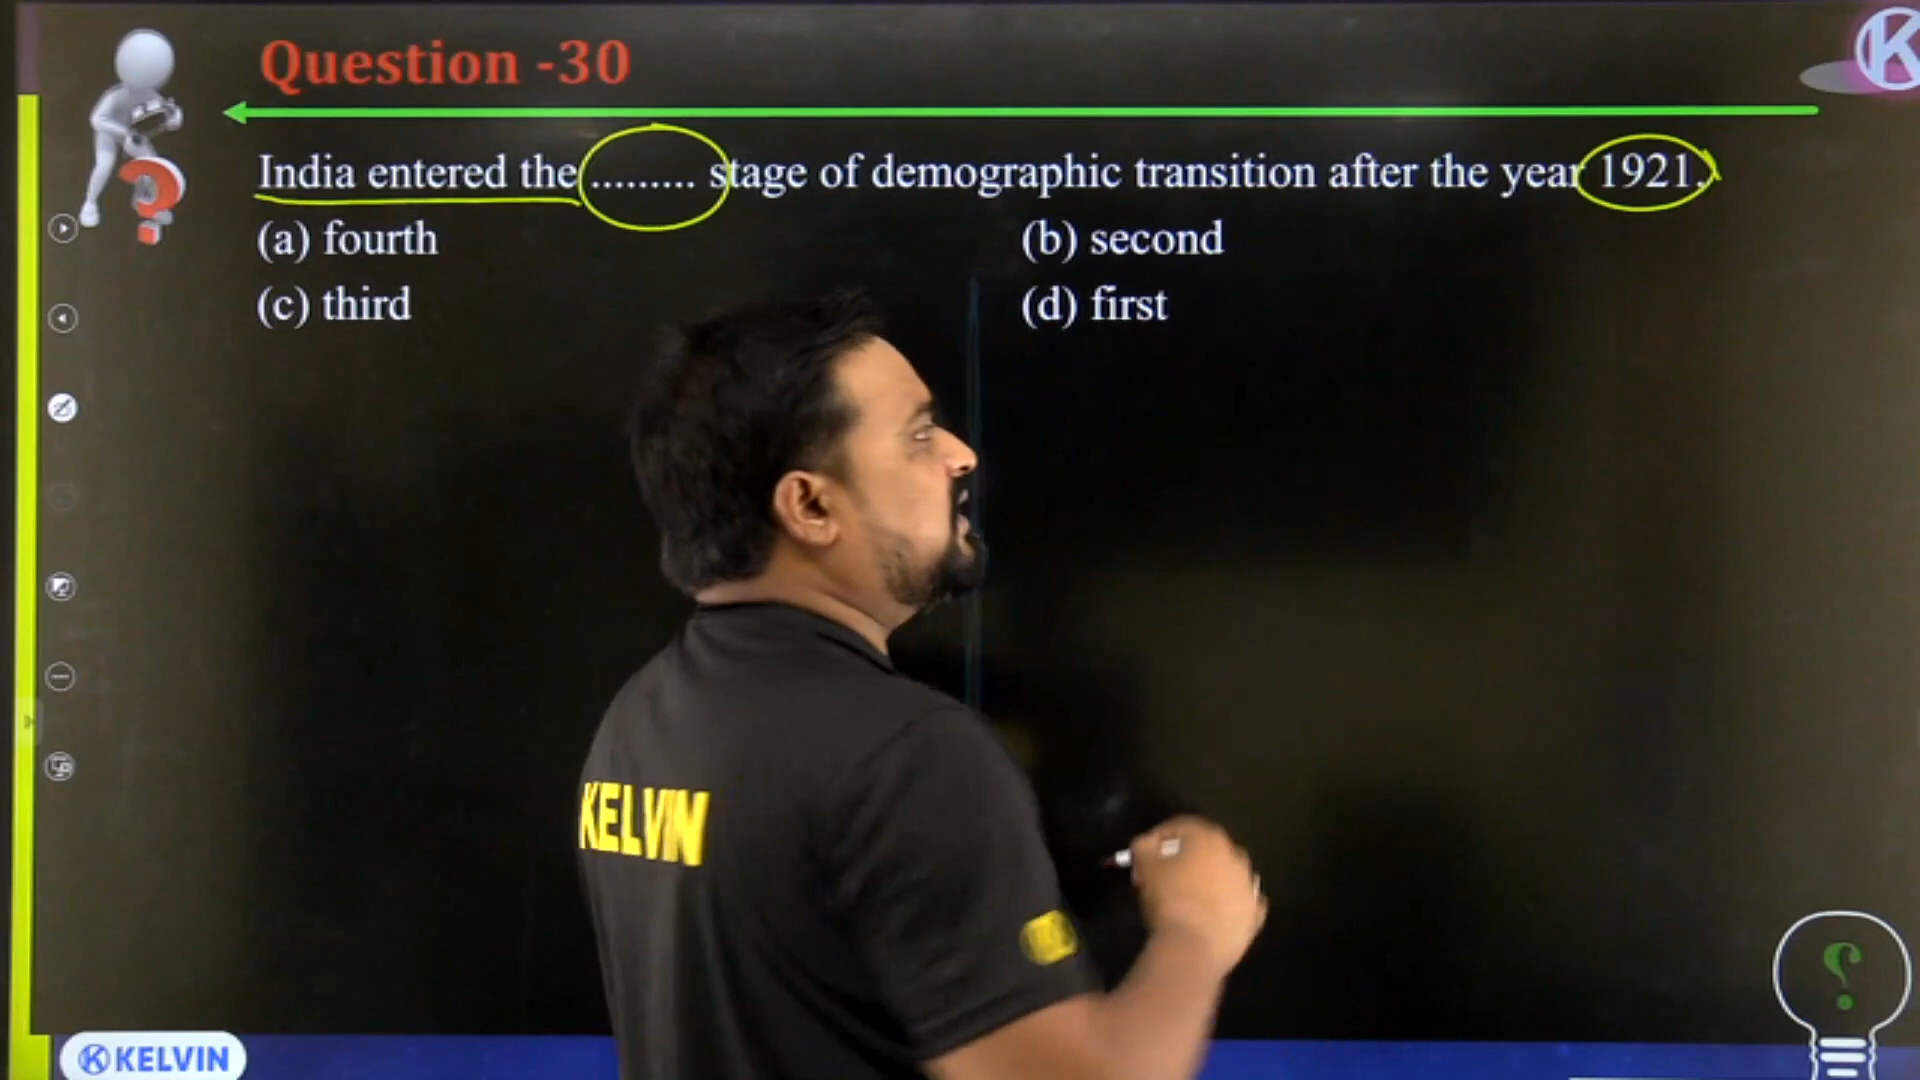 Question -30
India entered the ......... stage of demographic transition after the year 1921.
(a) fourth
(b) second
(c) third
(d) first
KELVIN
KELVIN